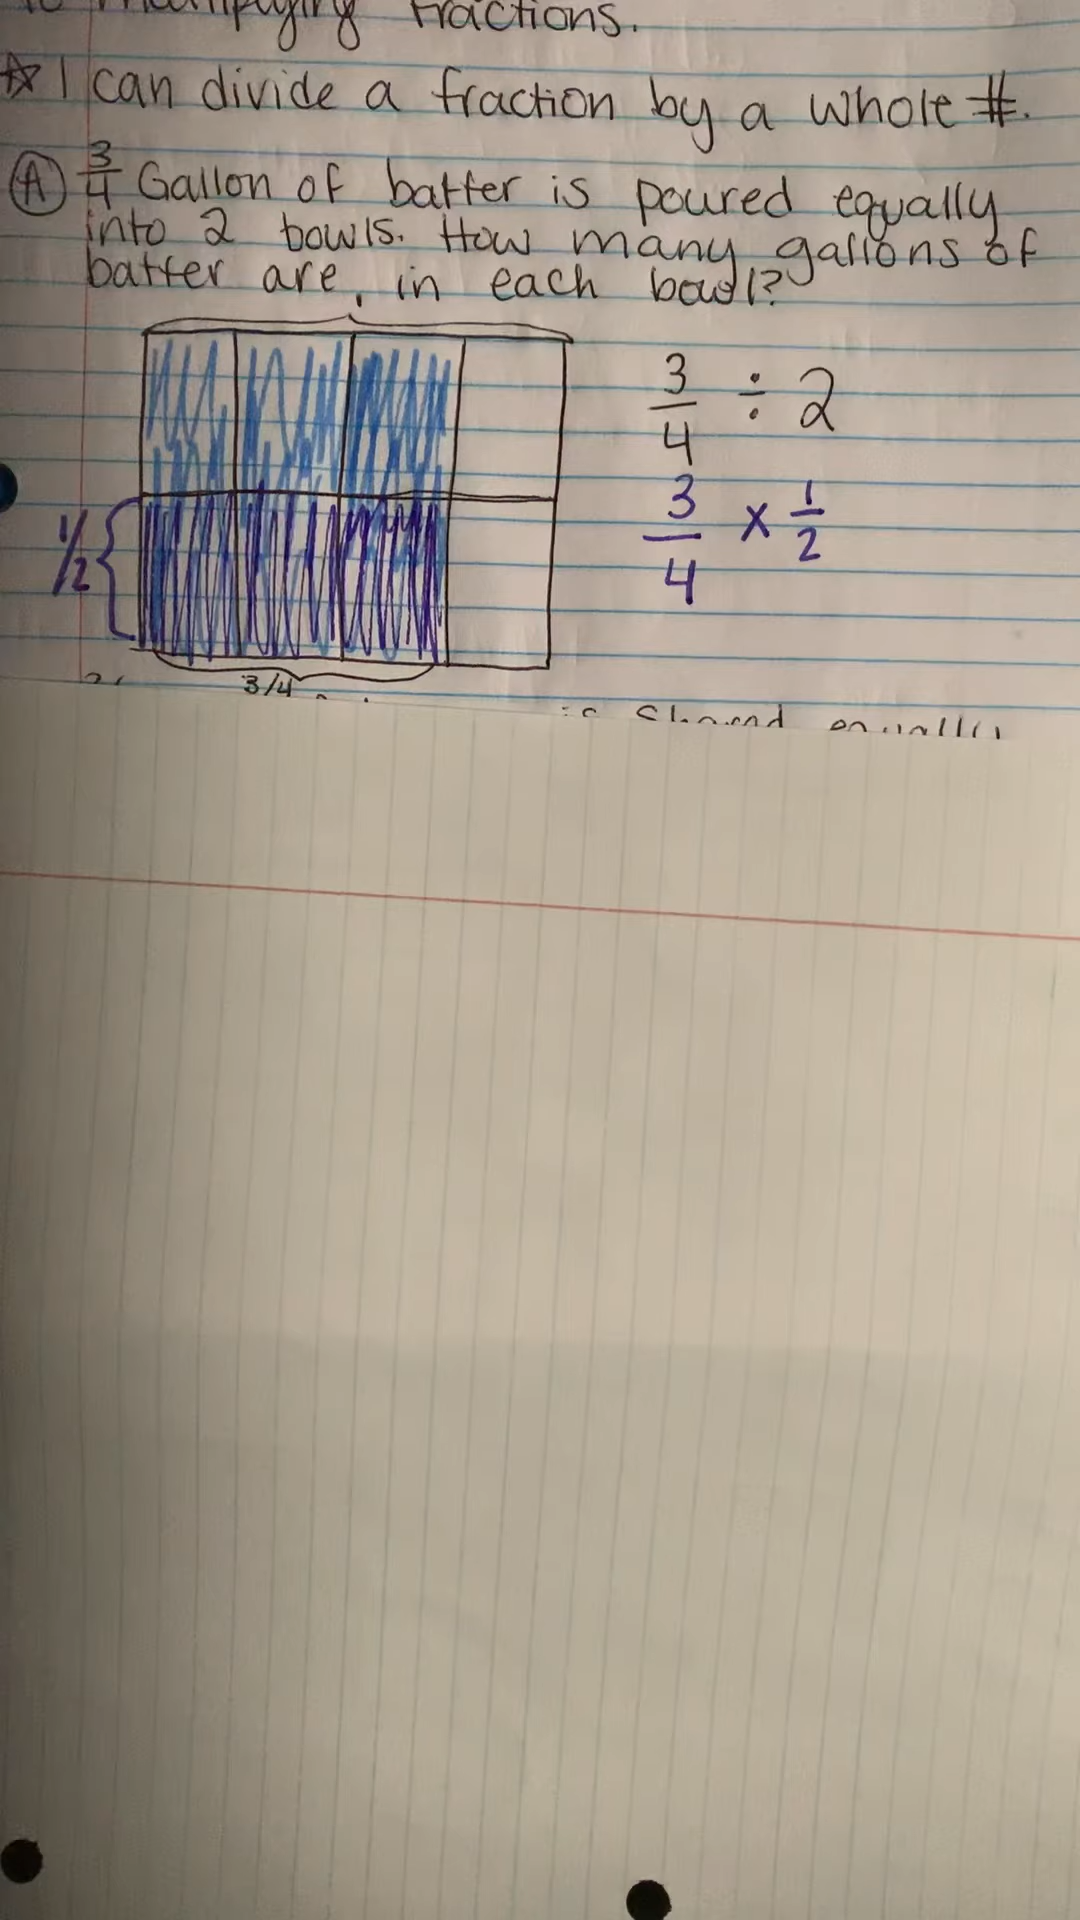 fractions.
☆ I can divide a fraction by a whole #.
Ⓐ 3/4 Gallon of batter is poured equally
into 2 bowls. How many gallons of
batter are in each bowl?
3/4 ÷ 2
3/4 x 1/2
1/2
3/4